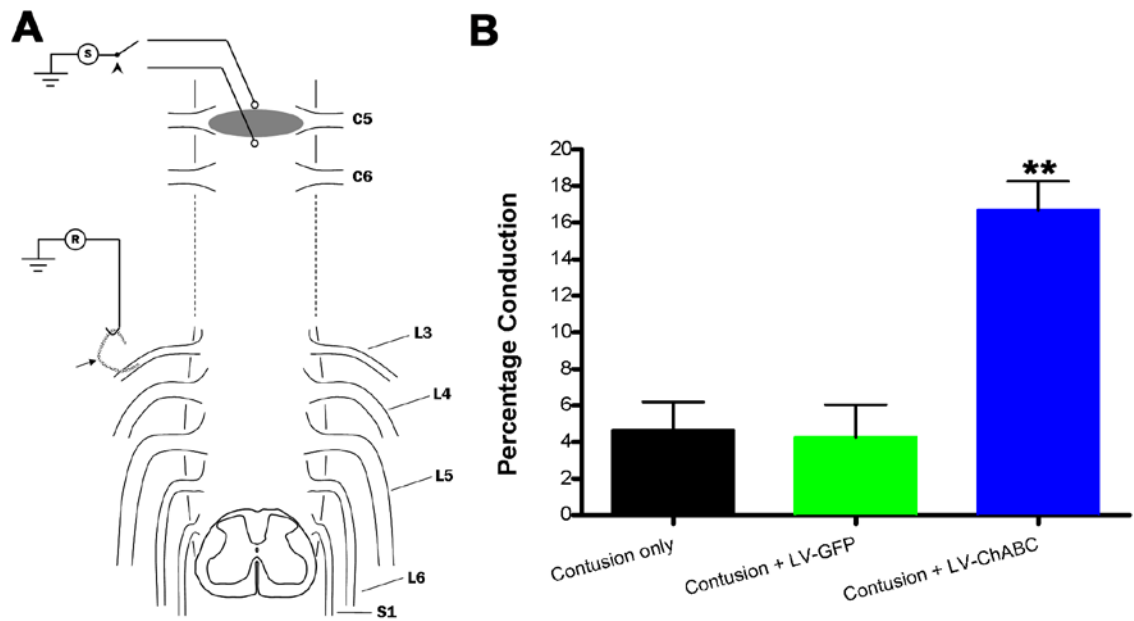 A
S
C5
C6
R
L3
L4
L5
L6
S1
B
Percentage Conduction
20
18
16
14
12
10
8
6
4
2
0
**
Contusion only
Contusion + LV-GFP
Contusion + LV-ChABC